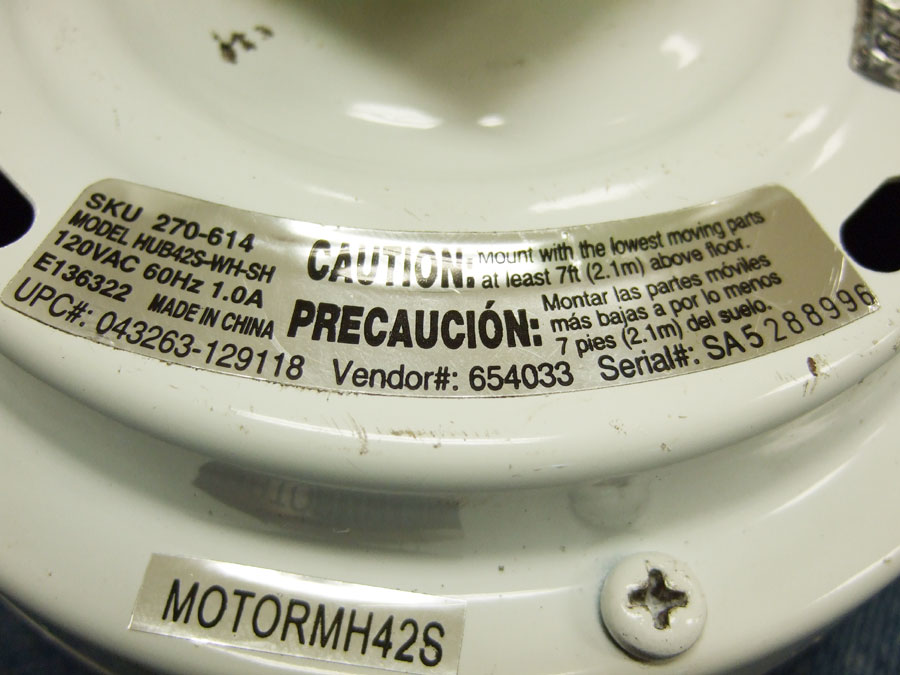 SKU 270-614
MODEL HUB42S-WH-SH
120VAC 60Hz 1.0A
E136322 MADE IN CHINA
UPC#: 043263-129118
CAUTION: Mount with the lowest moving parts
at least 7ft (2.1m) above floor.
PRECAUCIÓN: Montar las partes móviles
más bajas a por lo menos
7 pies (2.1m) del suelo.
Vendor#: 654033 Serial#: SA5288996
MOTORMH42S